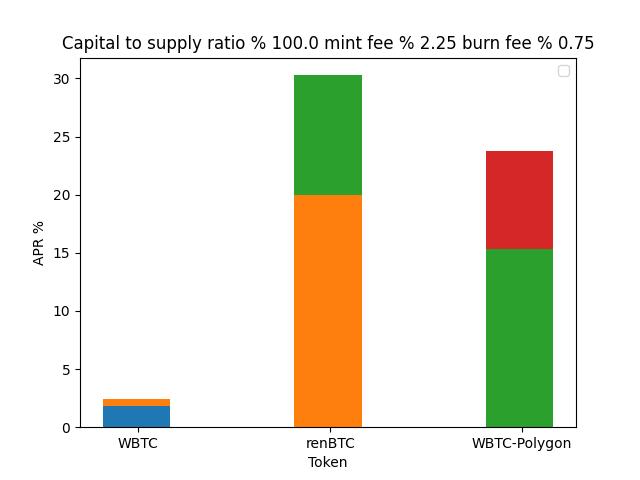 Capital to supply ratio % 100.0 mint fee % 2.25 burn fee % 0.75
30
25
20
15
10
5
0
APR %
WBTC renBTC WBTC-Polygon
Token